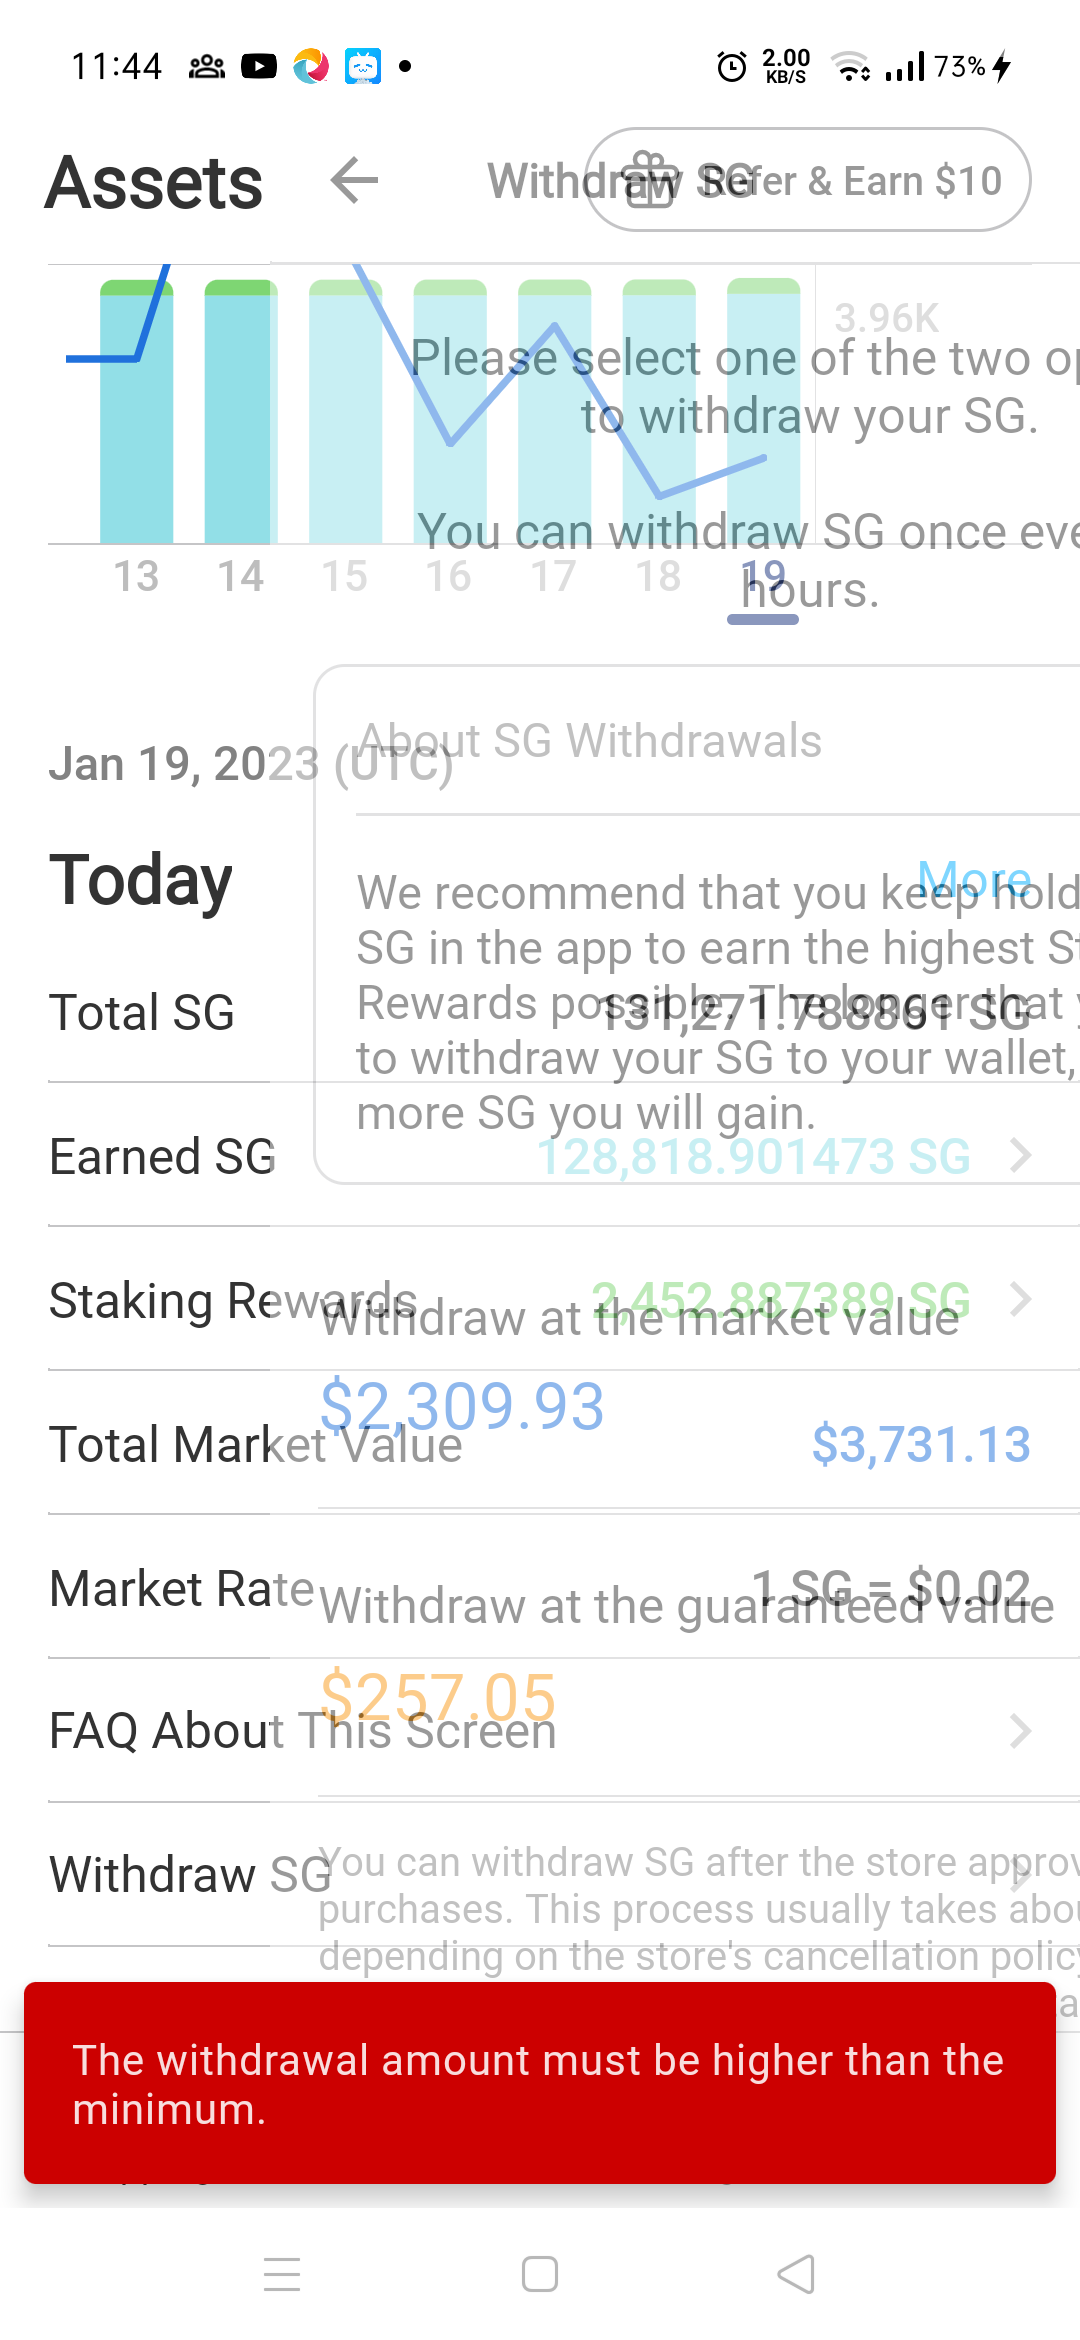 11:44
2.00
KB/S
73%
Assets
Withdraw SG
Refer & Earn $10
3.96K
Please select one of the two op
to withdraw your SG.
You can withdraw SG once eve
hours.
13 14 15 16 17 18 19
About SG Withdrawals
Jan 19, 2023 (UTC)
Today
More
We recommend that you keep hold
SG in the app to earn the highest St
Rewards possible. The longer that
to withdraw your SG to your wallet,
more SG you will gain.
Total SG
131,271.788861 SG
Earned SG
128,818.901473 SG
Staking Rewards
2,452.887389 SG
Withdraw at the market value
$2,309.93
Total Market Value
$3,731.13
Market Rate
1 SG = $0.02
Withdraw at the guaranteed value
$257.05
FAQ About This Screen
Withdraw SG
You can withdraw SG after the store approv
purchases. This process usually takes abou
depending on the store's cancellation policy
The withdrawal amount must be higher than the
minimum.